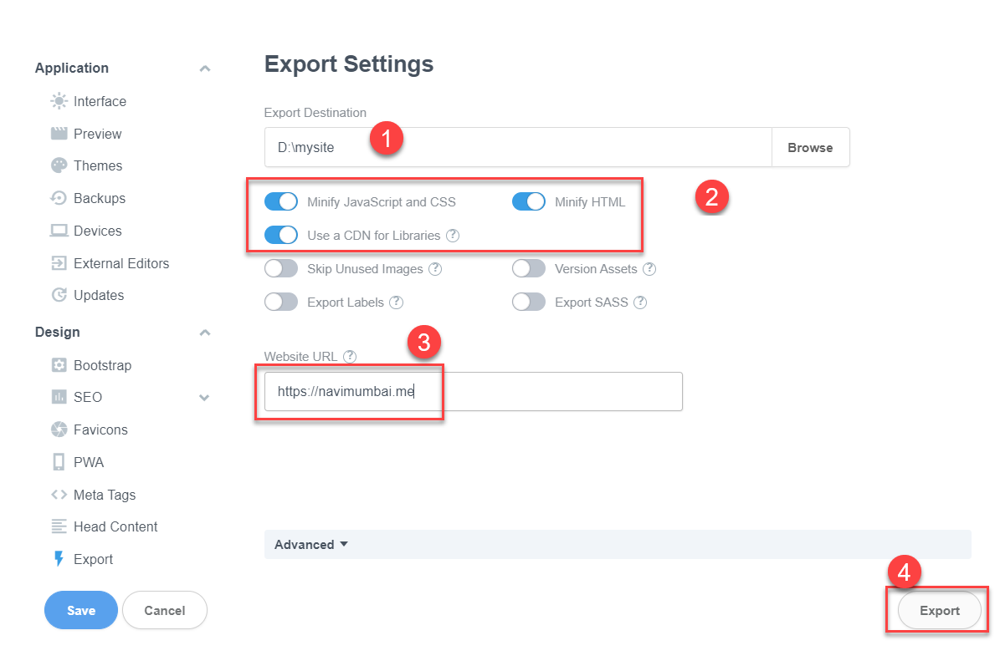 Application
Interface
Preview
Themes
Backups
Devices
External Editors
Updates
Design
Bootstrap
SEO
Favicons
PWA
Meta Tags
Head Content
Export
Save Cancel
Export Settings
Export Destination
1
D:\mysite Browse
2
Minify JavaScript and CSS Minify HTML
Use a CDN for Libraries ?
Skip Unused Images ? Version Assets ?
Export Labels ? Export SASS ?
3
Website URL ?
https://navimumbai.me
Advanced
4
Export